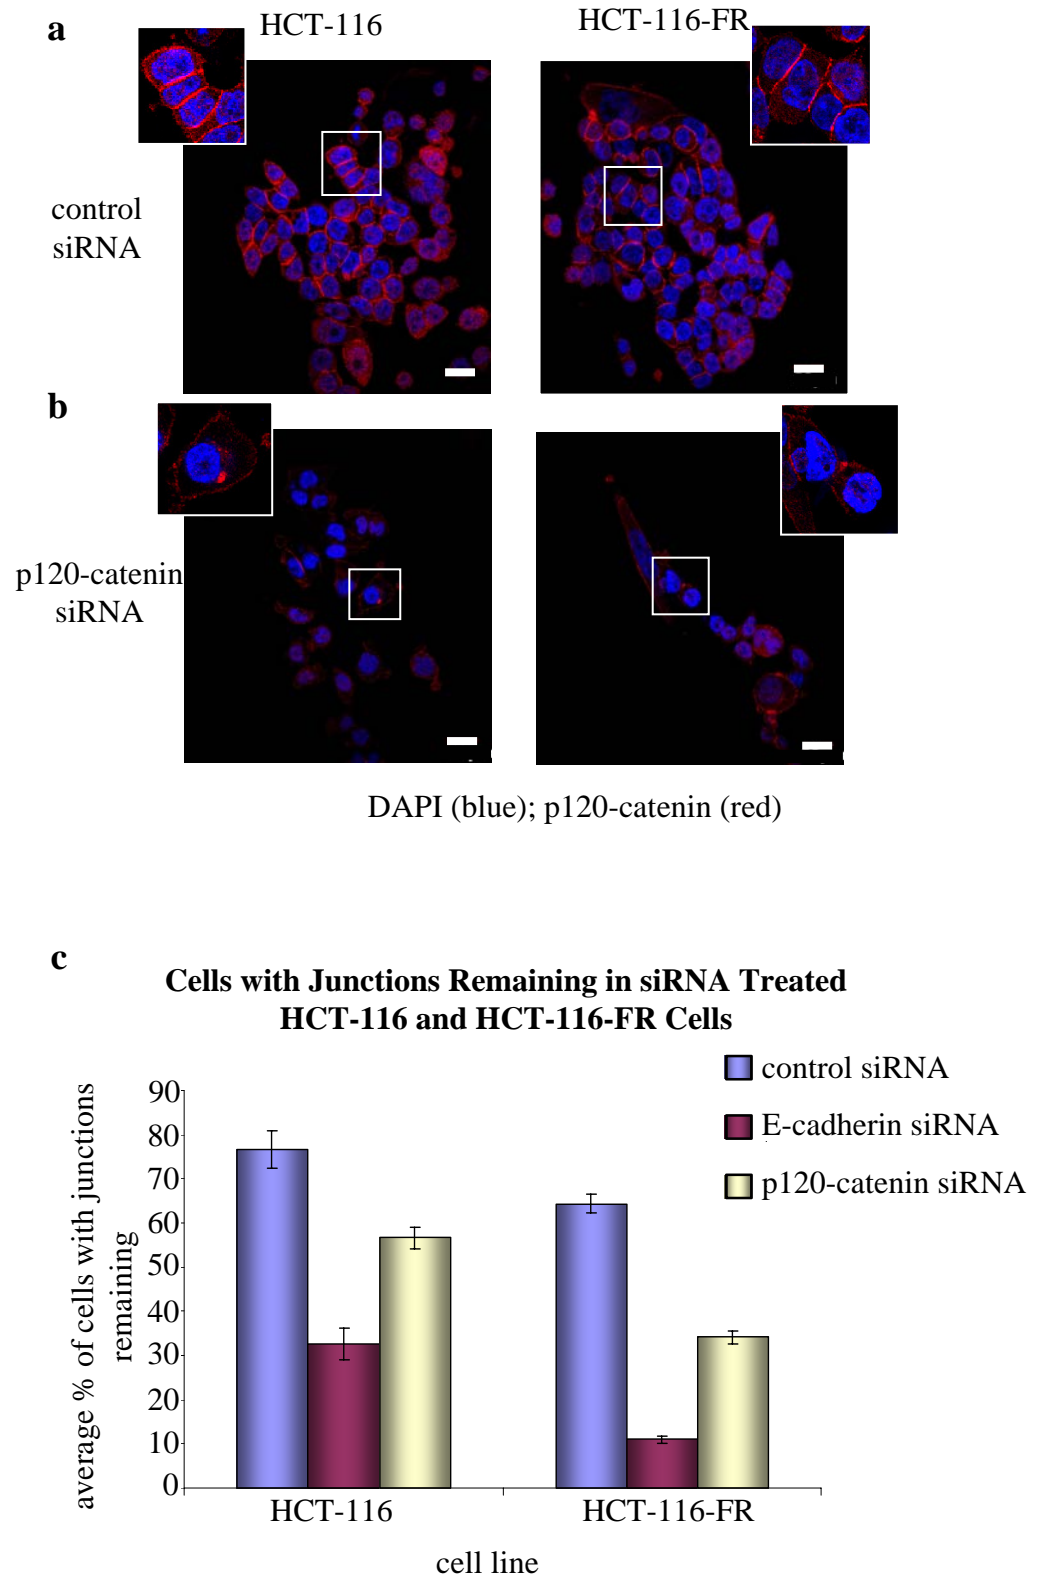 a
HCT-116
HCT-116-FR
control
siRNA
b
p120-catenin
siRNA
DAPI (blue); p120-catenin (red)
c
Cells with Junctions Remaining in siRNA Treated
HCT-116 and HCT-116-FR Cells
control siRNA
E-cadherin siRNA
p120-catenin siRNA
average % of cells with junctions
remaining
90
80
70
60
50
40
30
20
10
0
HCT-116
HCT-116-FR
cell line